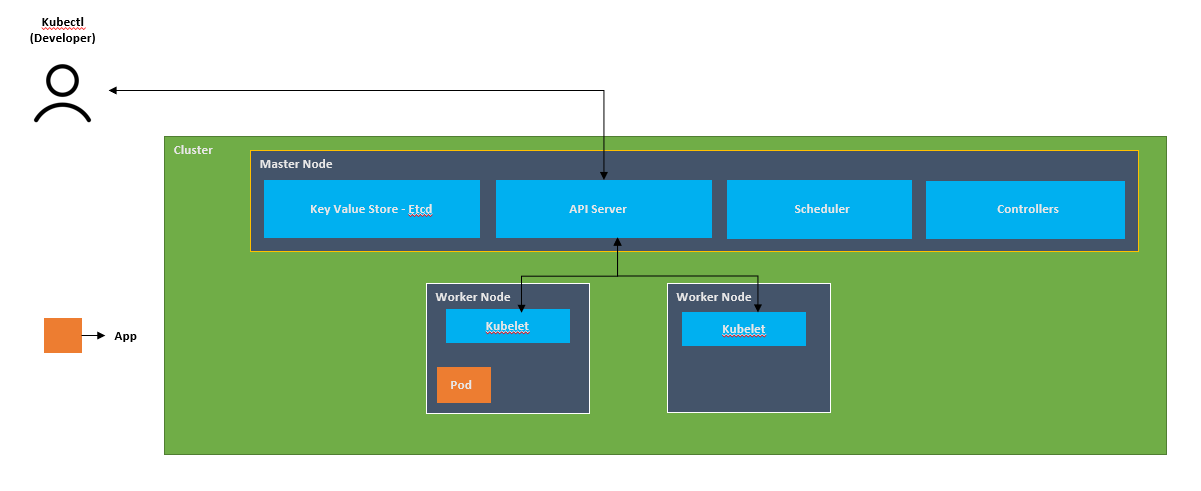 Kubectl
(Developer)
Cluster
Master Node
Key Value Store - Etcd
API Server
Scheduler
Controllers
Worker Node
Kubelet
Pod
Worker Node
Kubelet
App